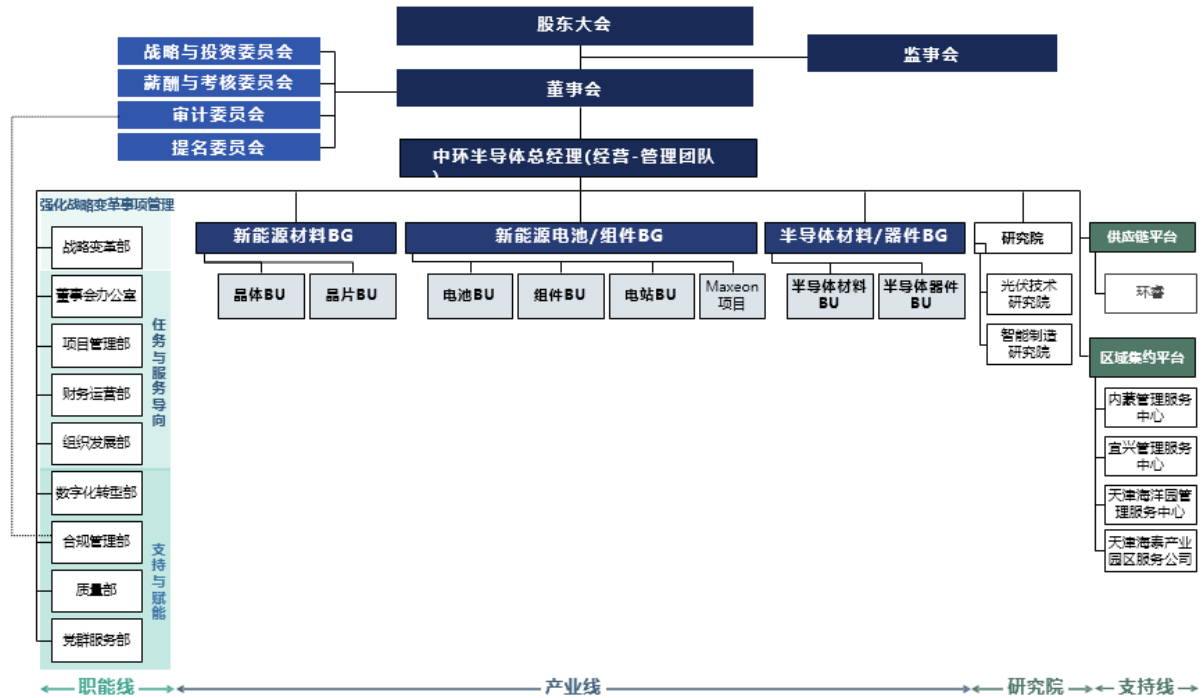 股东大会
监事会
战略与投资委员会
薪酬与考核委员会
审计委员会
提名委员会
董事会
中环半导体总经理(经营-管理团队
)
强化战略变革事项管理
战略变革部
董事会办公室
项目管理部
财务运营部
组织发展部
任务与服务导向
数字化转型部
合规管理部
质量部
党群服务部
支持与赋能
新能源材料BG
晶体BU
晶片BU
新能源电池/组件BG
电池BU
组件BU
电站BU
Maxeon
项目
半导体材料/器件BG
半导体材料
BU
半导体器件
BU
研究院
光伏技术
研究院
智能制造
研究院
供应链平台
环睿
区域集约平台
内蒙管理服务
中心
宜兴管理服务
中心
天津海洋园管
理服务中心
天津海泰产业
园区服务公司
职能线
产业线
研究院
支持线